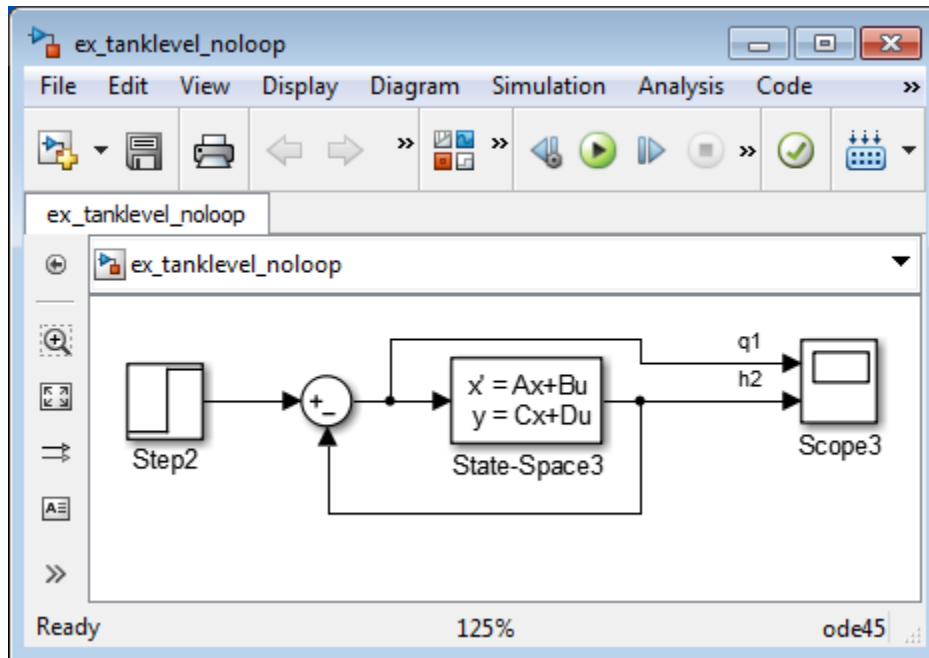 ex_tanklevel_noloop
File Edit View Display Diagram Simulation Analysis Code »
» » »
ex_tanklevel_noloop
ex_tanklevel_noloop
q1
h2
+
-
x' = Ax+Bu
y = Cx+Du
Step2
State-Space3
Scope3
A
»
Ready 125% ode45